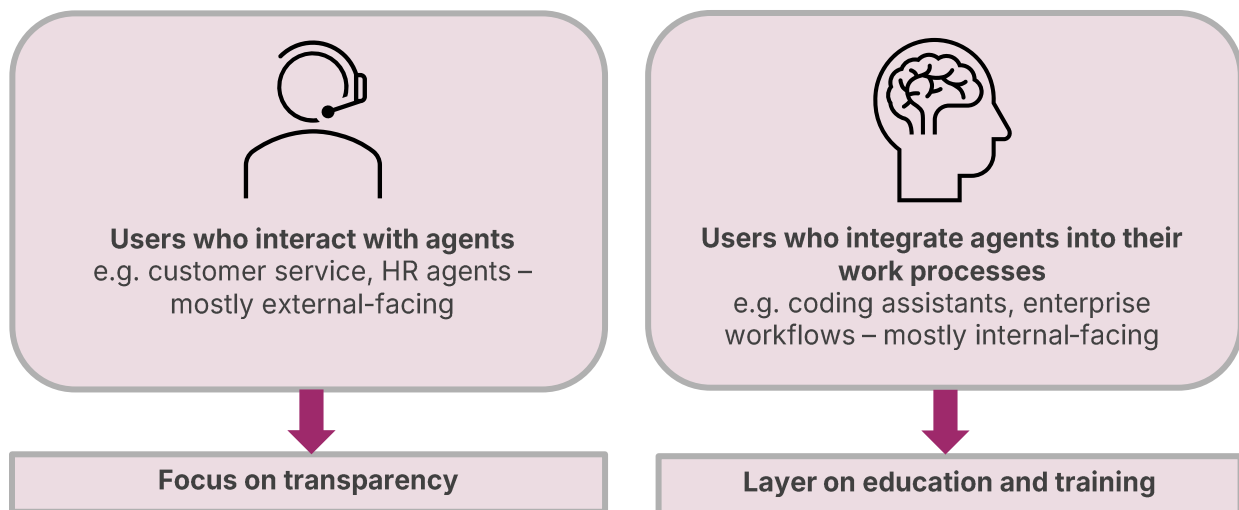 Users who interact with agents
e.g. customer service, HR agents –
mostly external-facing
Focus on transparency
Users who integrate agents into their
work processes
e.g. coding assistants, enterprise
workflows – mostly internal-facing
Layer on education and training